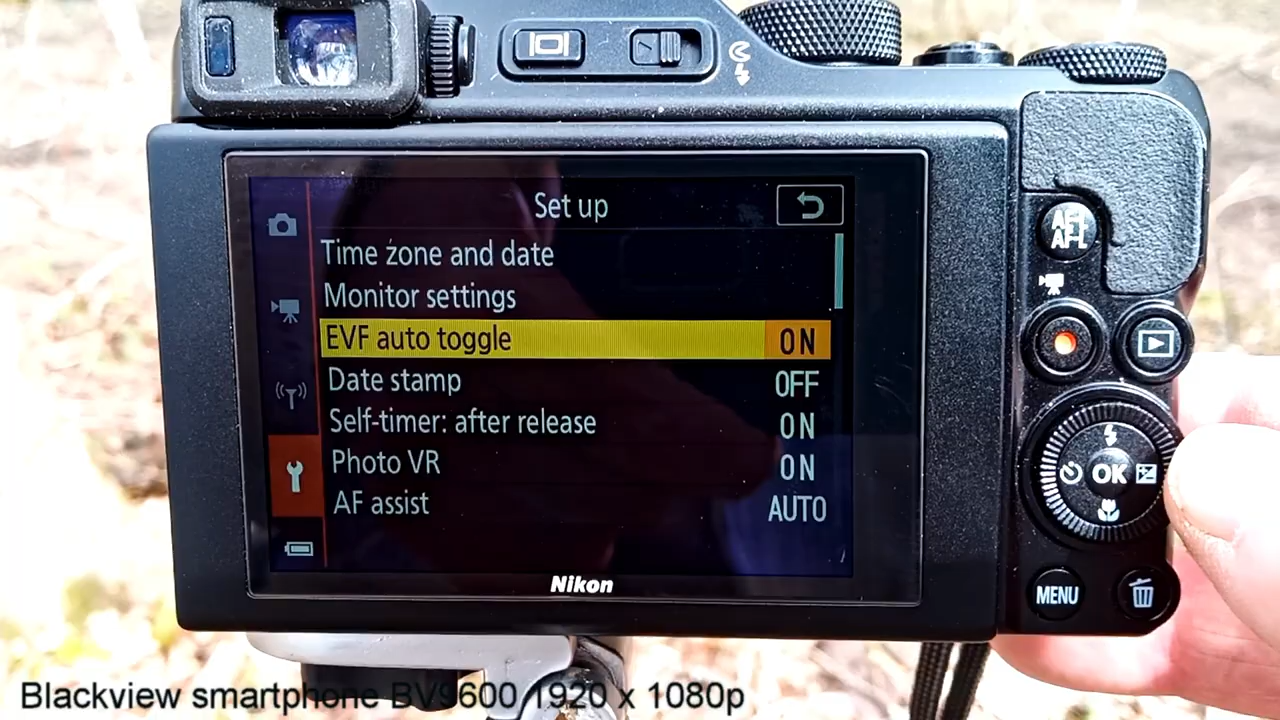 Set up
Time zone and date
Monitor settings
EVF auto toggle ON
Date stamp OFF
Self-timer: after release ON
Photo VR ON
AF assist AUTO
Nikon
AE-L
AF-L
OK
MENU
Blackview smartphone BV9600 1920 x 1080p